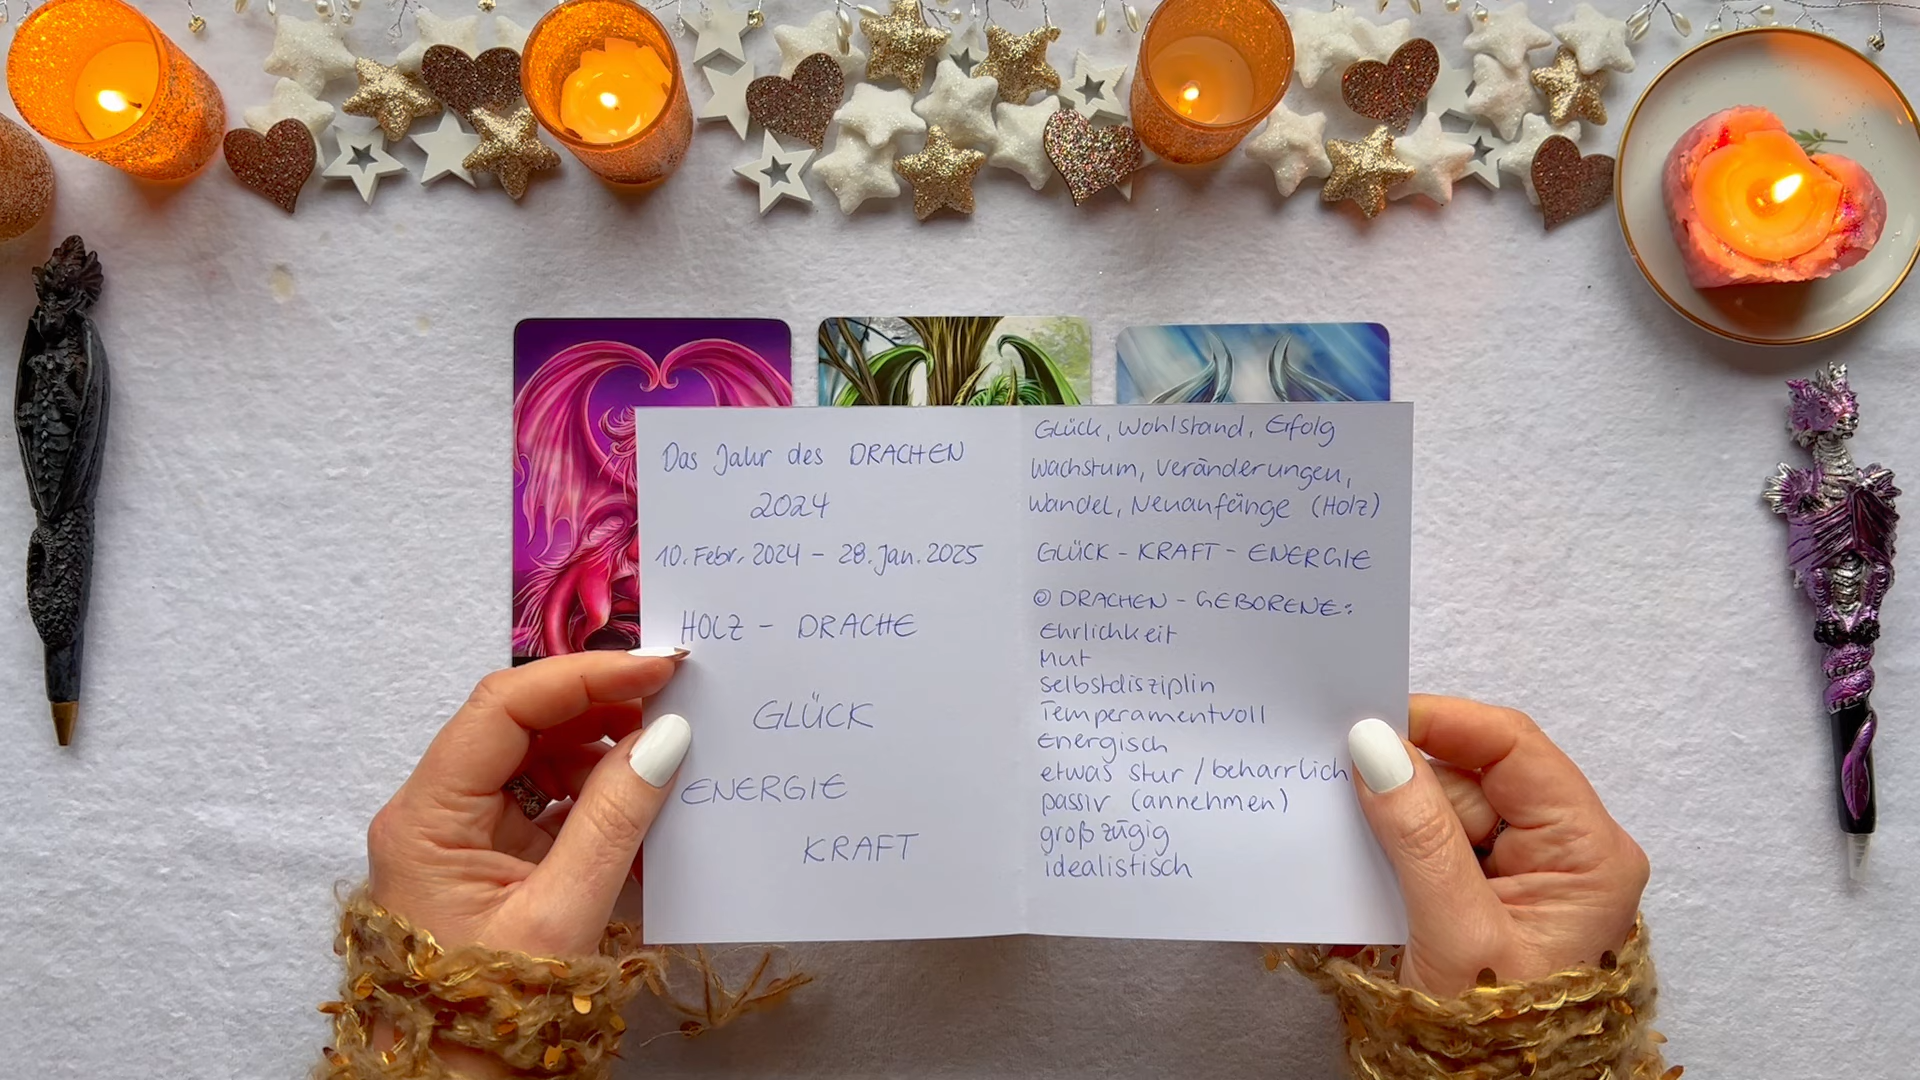 Das Jahr des DRACHEN
2024
10. Febr. 2024 - 28. Jan. 2025
HOLZ - DRACHE
GLÜCK
ENERGIE
KRAFT
Glück, Wohlstand, Erfolg
Wachstum, Veränderungen,
Wandel, Neuanfänge (Holz)
GLÜCK - KRAFT - ENERGIE
☺ DRACHEN - GEBORENE:
Ehrlichkeit
Mut
Selbstdisziplin
Temperamentvoll
Energisch
etwas stur / beharrlich
passiv (annehmen)
großzügig
idealistisch